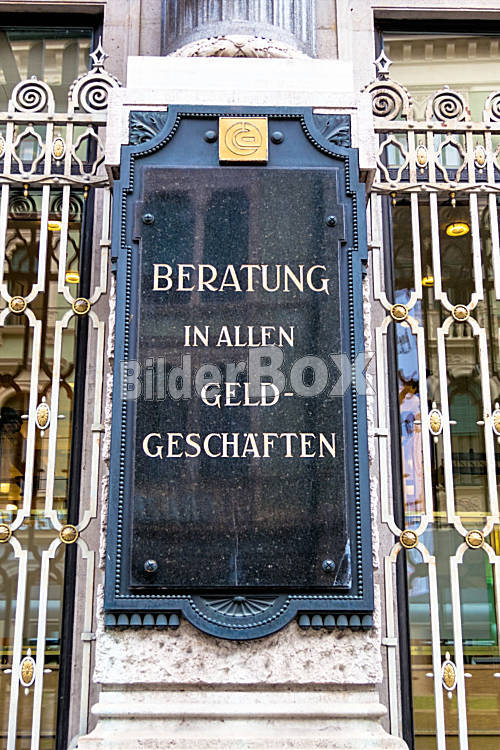 BERATUNG
IN ALLEN
BilderBOX
GELD-
GESCHÄFTEN